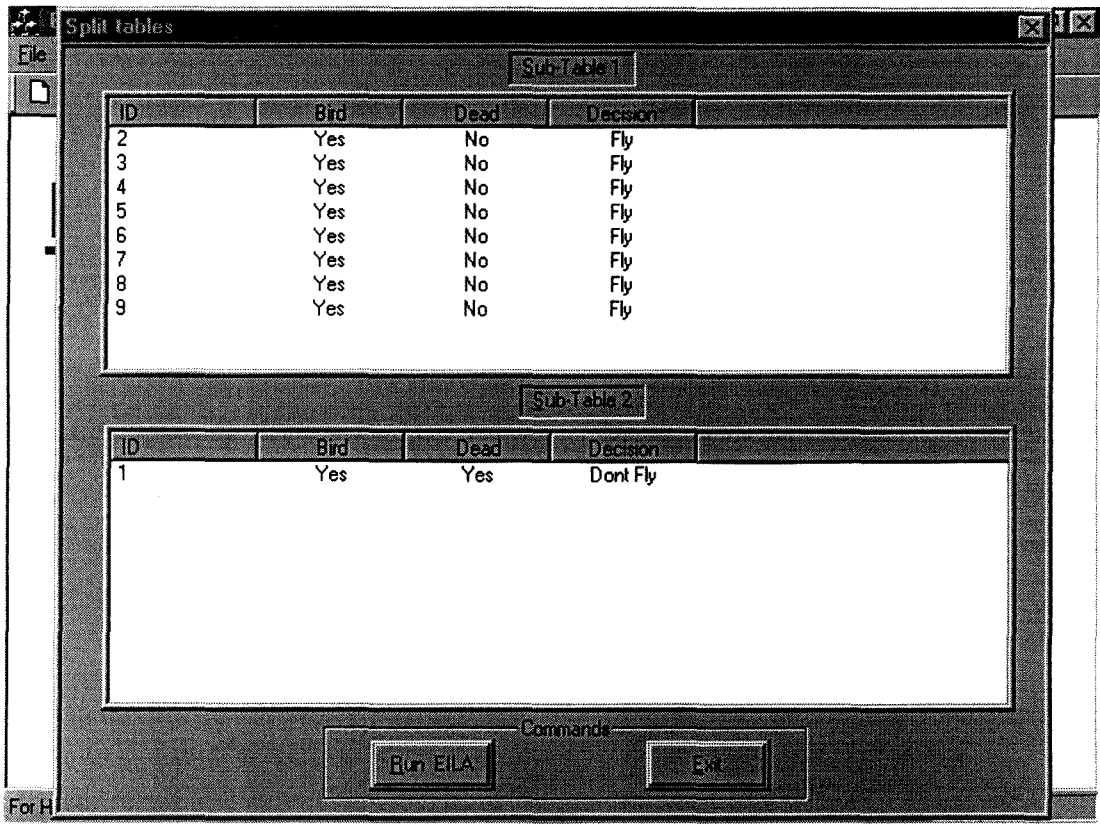 Split tables
File
Sub-Table 1
ID Bird Dead Decision
2 Yes No Fly
3 Yes No Fly
4 Yes No Fly
5 Yes No Fly
6 Yes No Fly
7 Yes No Fly
8 Yes No Fly
9 Yes No Fly
Sub-Table 2
ID Bird Dead Decision
1 Yes Yes Dont Fly
Commands
Run EILA Exit
For H